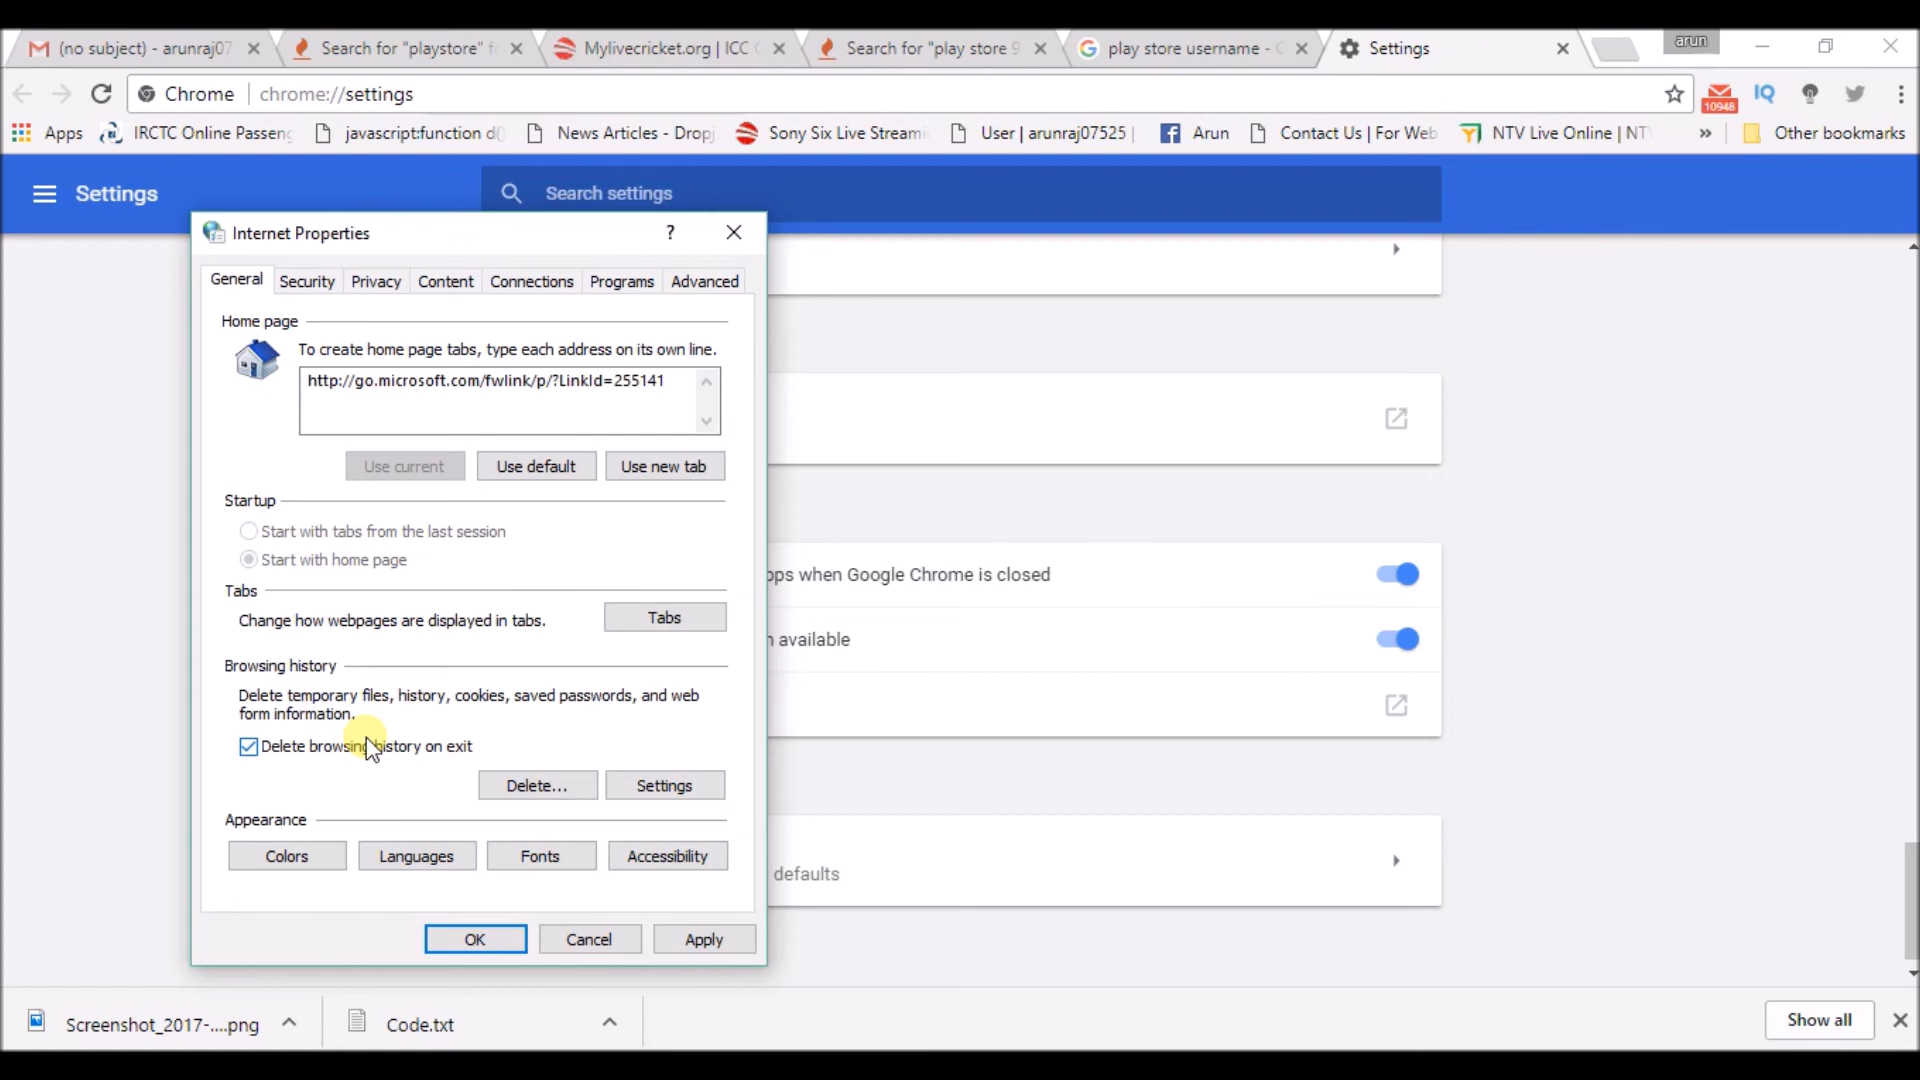 (no subject) - arunraj07
Search for "playstore" f
Mylivecricket.org | ICC
Search for "play store 9
play store username -
Settings
arun
Chrome
chrome://settings
10948
IQ
Apps
IRCTC Online Passen
javascript:function d()
News Articles - Dropj
Sony Six Live Streami
User | arunraj07525 |
Arun
Contact Us | For Web
NTV Live Online | NT
»
Other bookmarks
Settings
Search settings
Internet Properties
?
General
Security
Privacy
Content
Connections
Programs
Advanced
Home page
To create home page tabs, type each address on its own line.
http://go.microsoft.com/fwlink/p/?LinkId=255141
Use current
Use default
Use new tab
Startup
Start with tabs from the last session
Start with home page
Tabs
Change how webpages are displayed in tabs.
Tabs
Browsing history
Delete temporary files, history, cookies, saved passwords, and web
form information.
Delete browsing history on exit
Delete...
Settings
Appearance
Colors
Languages
Fonts
Accessibility
OK
Cancel
Apply
ps when Google Chrome is closed
available
defaults
Screenshot_2017-....png
Code.txt
Show all